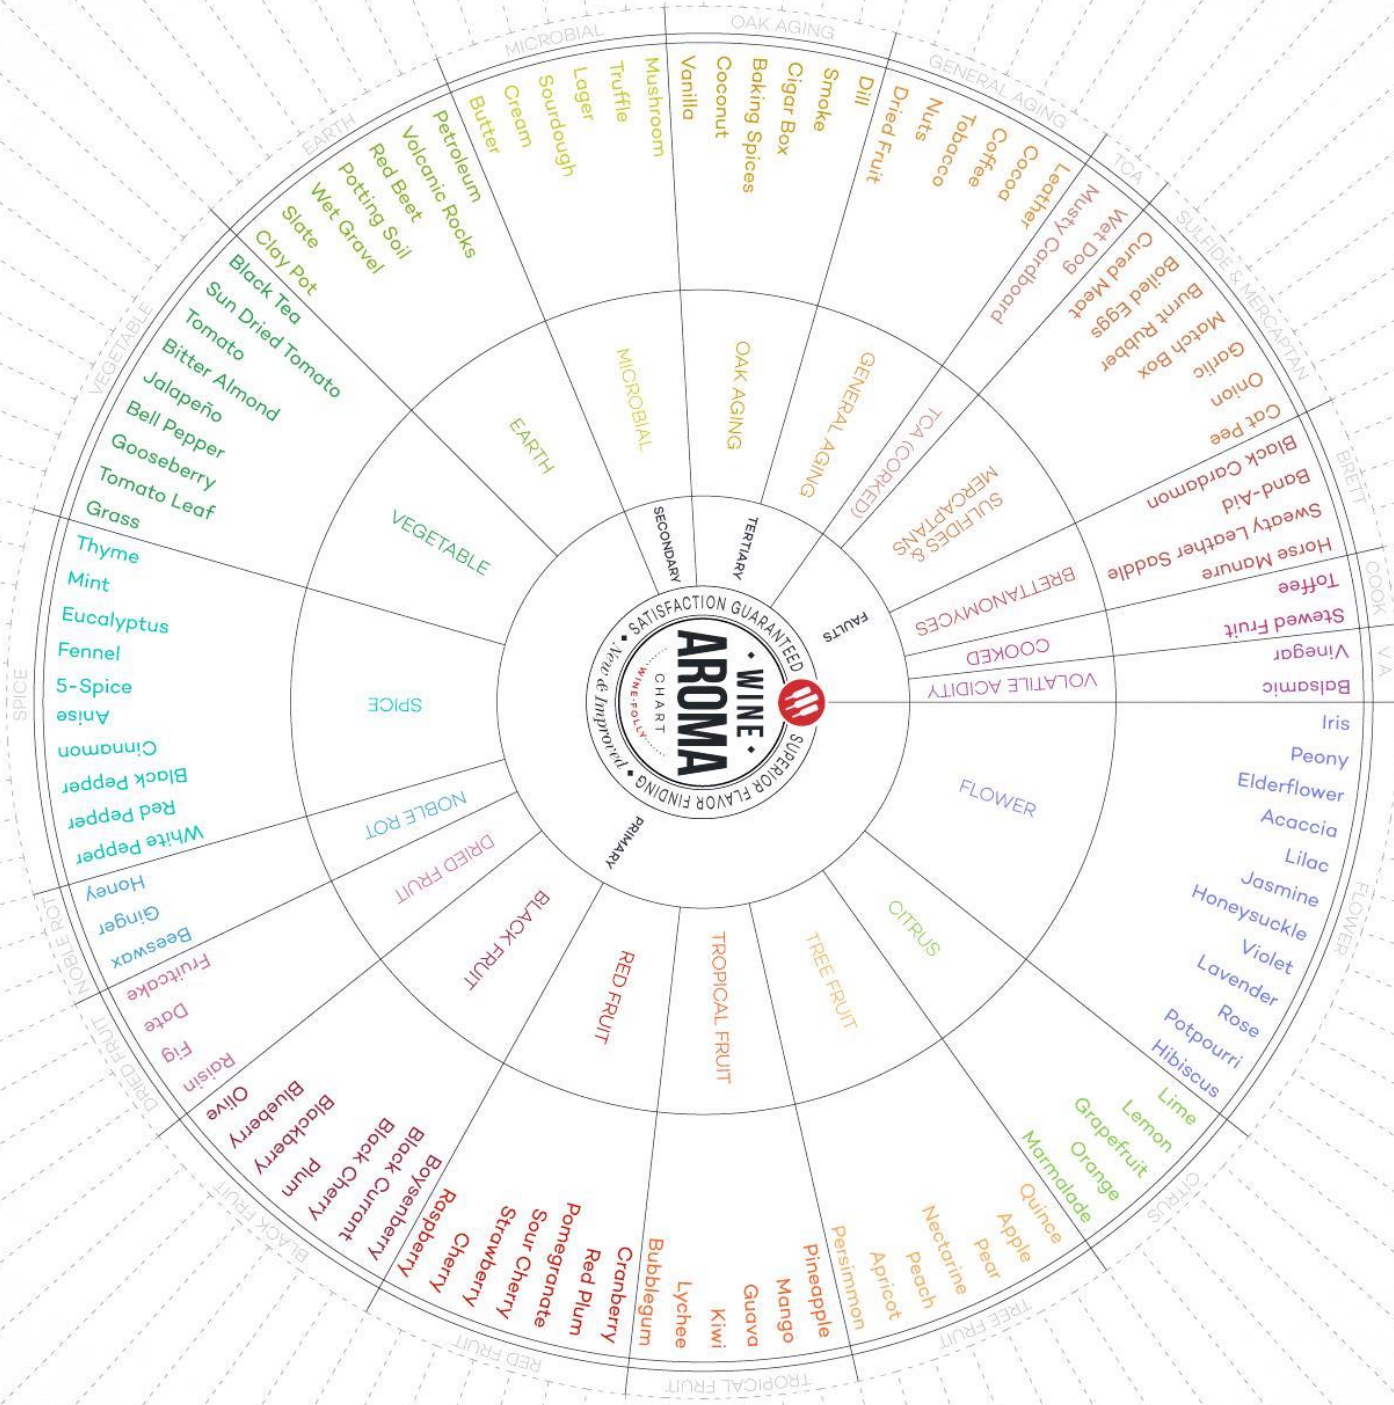 WINE
AROMA
CHART
WINE FOLLY
SATISFACTION GUARANTEED
SUPERIOR FLAVOR FINDING
New & Improved
PRIMARY
FLOWER
FLOWER
Iris
Peony
Elderflower
Acaccia
Lilac
Jasmine
Honeysuckle
Violet
Lavender
Rose
Potpourri
Hibiscus
CITRUS
CITRUS
Lime
Lemon
Grapefruit
Orange
Marmalade
TREE FRUIT
TREE FRUIT
Quince
Apple
Pear
Nectarine
Peach
Apricot
Persimmon
TROPICAL FRUIT
TROPICAL FRUIT
Pineapple
Mango
Guava
Kiwi
Lychee
Bubblegum
RED FRUIT
RED FRUIT
Cranberry
Red Plum
Pomegranate
Sour Cherry
Strawberry
Cherry
Raspberry
BLACK FRUIT
BLACK FRUIT
Boysenberry
Black Currant
Black Cherry
Plum
Blackberry
Blueberry
Olive
DRIED FRUIT
DRIED FRUIT
Raisin
Fig
Date
Fruitcake
NOBLE ROT
NOBLE ROT
Beeswax
Ginger
Honey
SPICE
SPICE
White Pepper
Red Pepper
Black Pepper
Cinnamon
Anise
5-Spice
Fennel
Eucalyptus
Mint
Thyme
VEGETABLE
VEGETABLE
Grass
Tomato Leaf
Gooseberry
Bell Pepper
Jalapeño
Bitter Almond
Tomato
Sun Dried Tomato
Black Tea
EARTH
EARTH
Clay Pot
Slate
Wet Gravel
Potting Soil
Red Beet
Volcanic Rocks
Petroleum
SECONDARY
MICROBIAL
MICROBIAL
Butter
Cream
Sourdough
Lager
Truffle
Mushroom
TERTIARY
OAK AGING
OAK AGING
Vanilla
Coconut
Baking Spices
Cigar Box
Smoke
Dill
GENERAL AGING
GENERAL AGING
Dried Fruit
Nuts
Tobacco
Coffee
Cocoa
Leather
FAULTS
TCA (CORKED)
TCA
Musty Cardboard
Wet Dog
SULFIDES &
MERCAPTANS
SULFIDE & MERCAPTAN
Cured Meat
Boiled Eggs
Burnt Rubber
Match Box
Garlic
Onion
Cat Pee
BRETTANOMYCES
BRETT
Black Cardamon
Band-Aid
Sweaty Leather Saddle
Horse Manure
COOKED
COOK
Toffee
Stewed Fruit
VOLATILE ACIDITY
V A
Vinegar
Balsamic